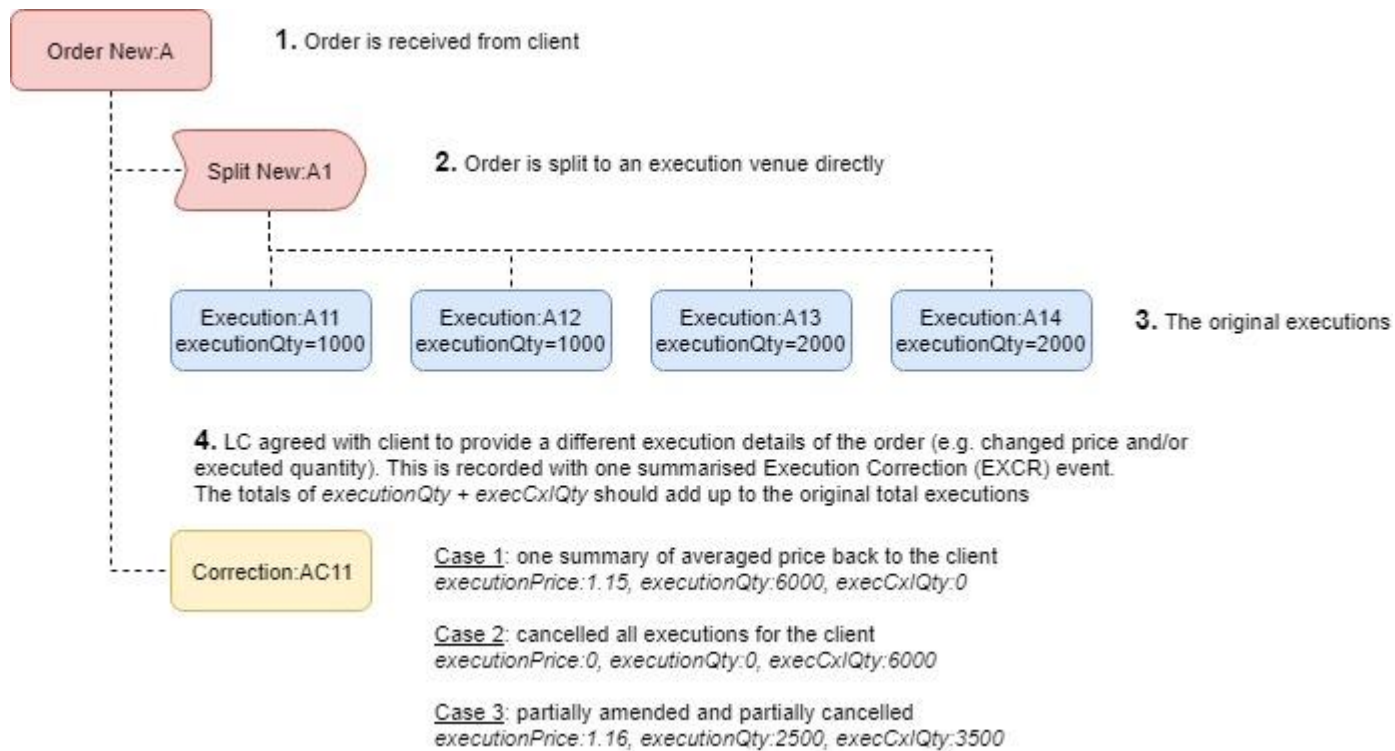 Order New:A
1. Order is received from client
Split New:A1
2. Order is split to an execution venue directly
Execution:A11
executionQty=1000
Execution:A12
executionQty=1000
Execution:A13
executionQty=2000
Execution:A14
executionQty=2000
3. The original executions
4. LC agreed with client to provide a different execution details of the order (e.g. changed price and/or
executed quantity). This is recorded with one summarised Execution Correction (EXCR) event.
The totals of executionQty + execCxlQty should add up to the original total executions
Correction:AC11
Case 1: one summary of averaged price back to the client
executionPrice:1.15, executionQty:6000, execCxlQty:0
Case 2: cancelled all executions for the client
executionPrice:0, executionQty:0, execCxlQty:6000
Case 3: partially amended and partially cancelled
executionPrice:1.16, executionQty:2500, execCxlQty:3500